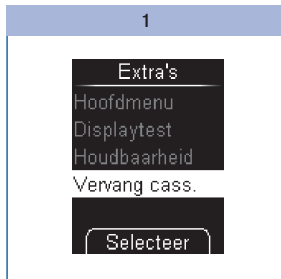 1
Extra's
Hoofdmenu
Displaytest
Houdbaarheid
Vervang cass.
Selecteer